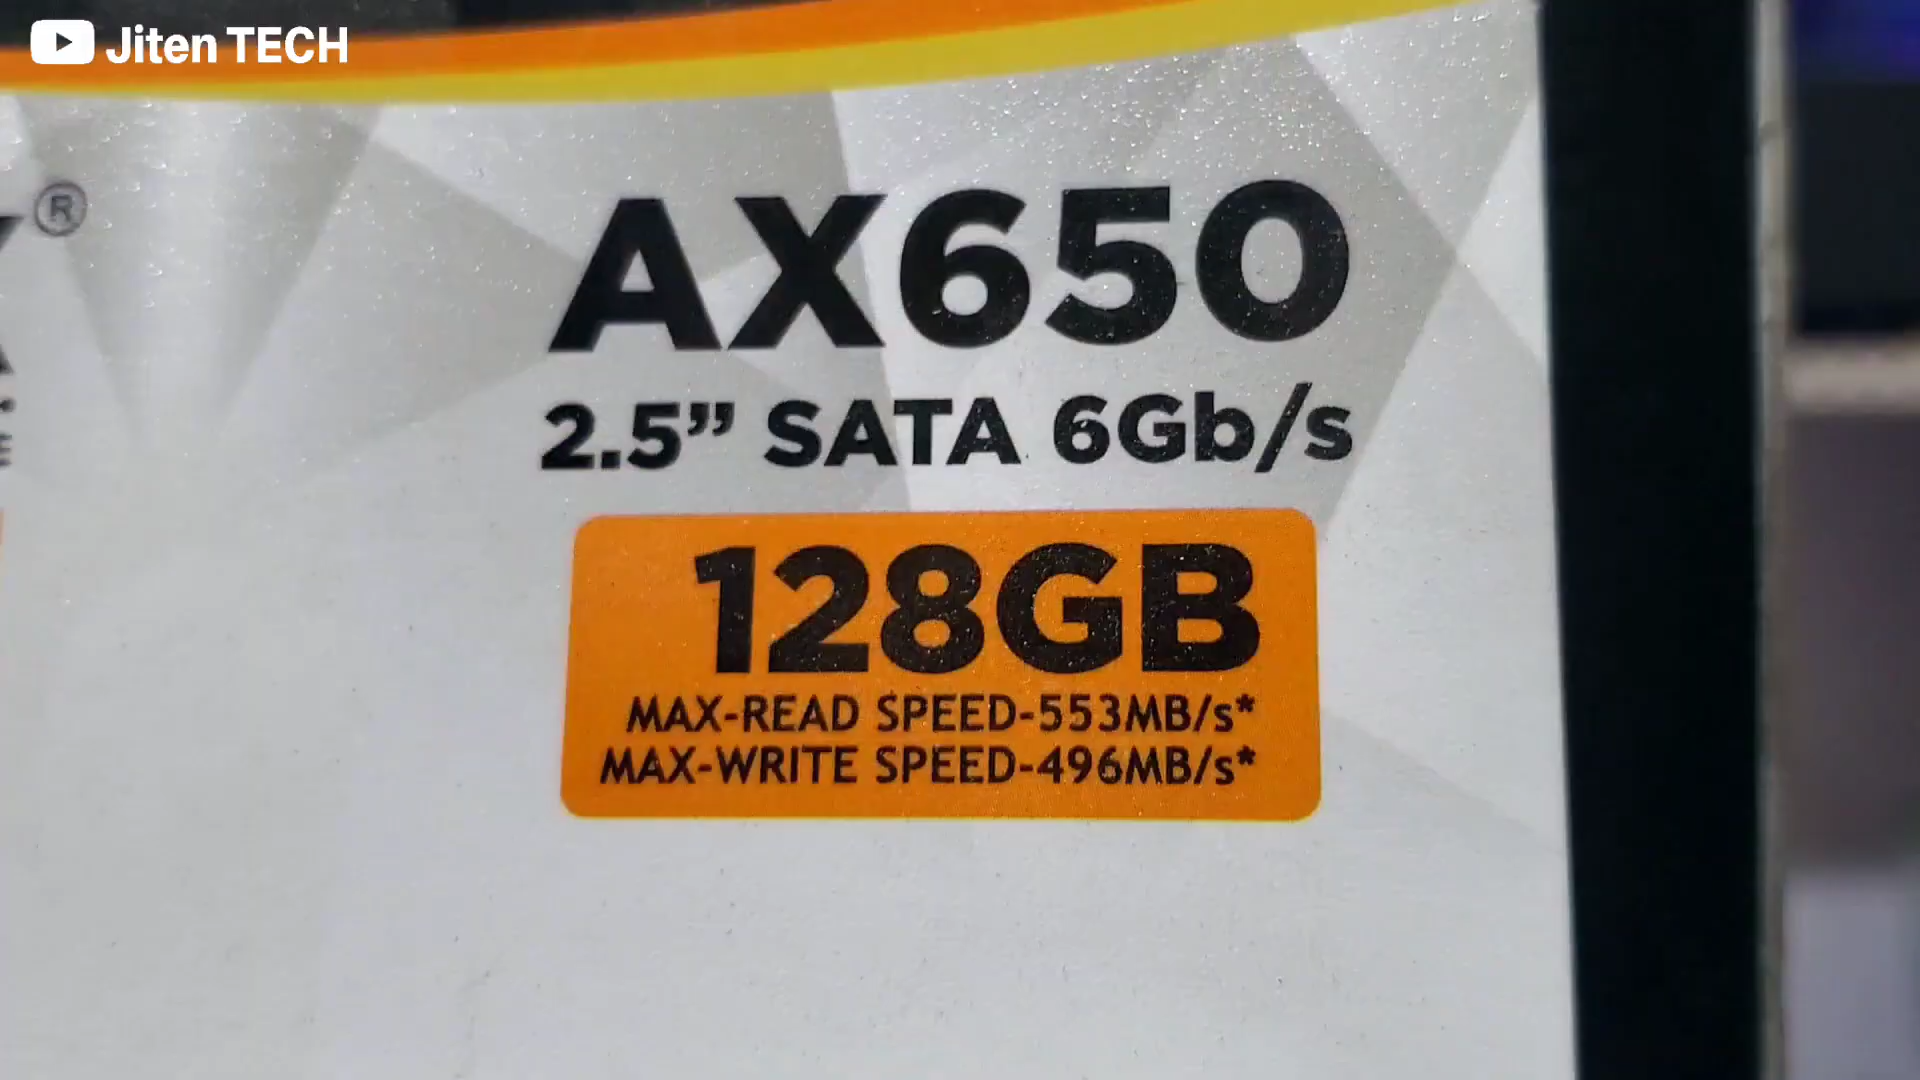 Jiten TECH
®
AX650
2.5” SATA 6Gb/s
128GB
MAX-READ SPEED-553MB/s*
MAX-WRITE SPEED-496MB/s*